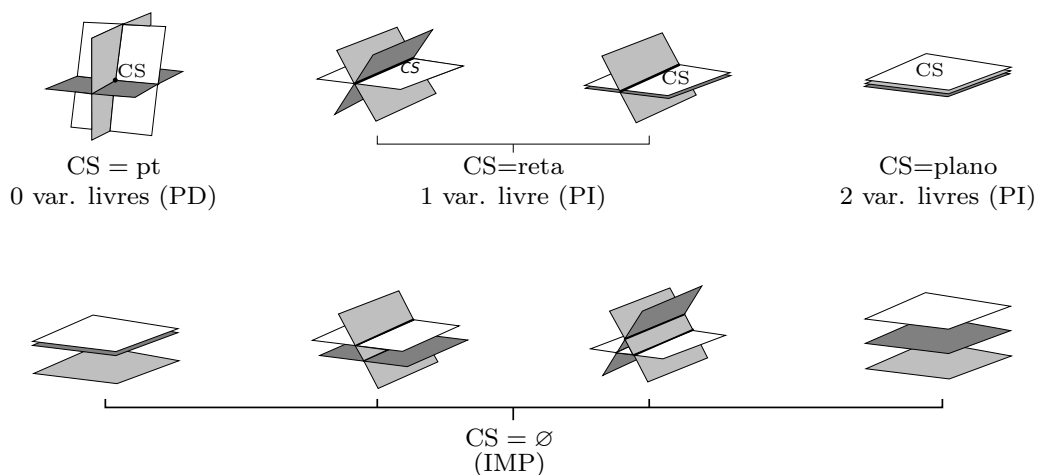 CS
CS
CS
CS
CS = pt
0 var. livres (PD)
CS=reta
1 var. livre (PI)
CS=plano
2 var. livres (PI)
CS = ∅
(IMP)